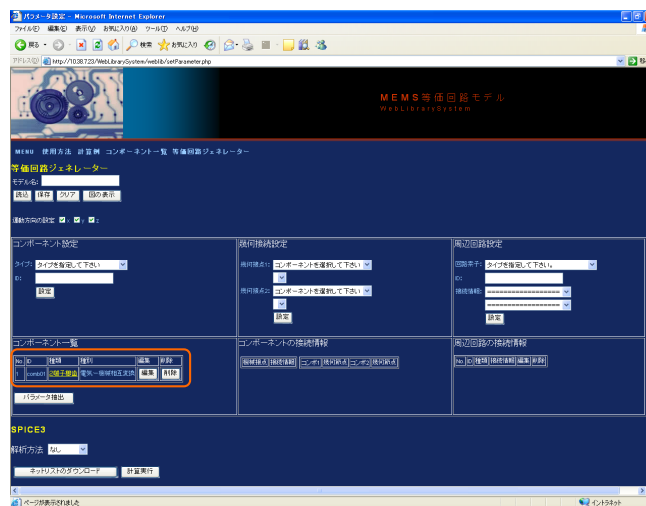 パラメータ設定 - Microsoft Internet Explorer
ファイル(F) 編集(E) 表示(V) お気に入り(A) ツール(T) ヘルプ(H)
戻る 検索 お気に入り
アドレス(D) http://10.38.7.23/WebLibrarySystem/weblib/setParameter.php 移動
MEMS等価回路モデル
WebLibrarySystem
MENU 使用方法 計算例 コンポーネント一覧 等価回路ジェネレーター
等価回路ジェネレーター
モデル名:
読込 保存 クリア 図の表示
運動方向の設定 x y z
コンポーネント設定
タイプ: タイプを指定して下さい
ID:
設定
幾何接続設定
幾何接点1: コンポーネントを選択して下さい
幾何接点2: コンポーネントを選択して下さい
設定
周辺回路設定
回路素子: タイプを指定して下さい。
ID:
接続情報: ==================
==================
設定
コンポーネント一覧
No ID 種類 種別 編集 削除
1 comb01 2端子櫛歯 電気-機械相互変換 編集 削除
パラメータ抽出
コンポーネントの接続情報
機械接点 接続情報 コンポ1 幾何節点 コンポ2 幾何節点
周辺回路の接続情報
No ID 種類 接続情報 編集 削除
SPICE3
解析方法 なし
ネットリストのダウンロード 計算実行
ページが表示されました
イントラネット